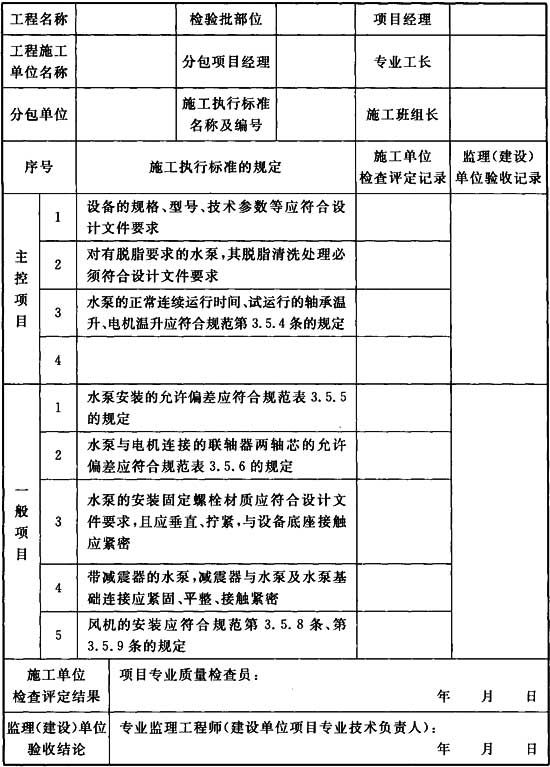 工程名称 检验批部位 项目经理
工程施工
单位名称
分包项目经理 专业工长
分包单位
施工执行标准
名称及编号
施工班组长
序号 施工执行标准的规定
施工单位
检查评定记录
监理(建设)
单位验收记录
主控项目
1
设备的规格、型号、技术参数等应符合设
计文件要求
2
对有脱脂要求的水泵,其脱脂清洗处理必
须符合设计文件要求
3
水泵的正常连续运行时间、试运行的轴承温
升、电机温升应符合规范第3.5.4条的规定
4
一般项目
1
水泵安装的允许偏差应符合规范表3.5.5
的规定
2
水泵与电机连接的联轴器两轴芯的允许
偏差应符合规范表3.5.6的规定
3
水泵的安装固定螺栓材质应符合设计文
件要求,且应垂直、拧紧,与设备底座接触
应紧密
4
带减震器的水泵,减震器与水泵及水泵基
础连接应紧固、平整、接触紧密
5
风机的安装应符合规范第3.5.8条、第
3.5.9条的规定
施工单位
检查评定结果
项目专业质量检查员:
年 月 日
监理(建设)单位
验收结论
专业监理工程师(建设单位项目专业技术负责人):
年 月 日